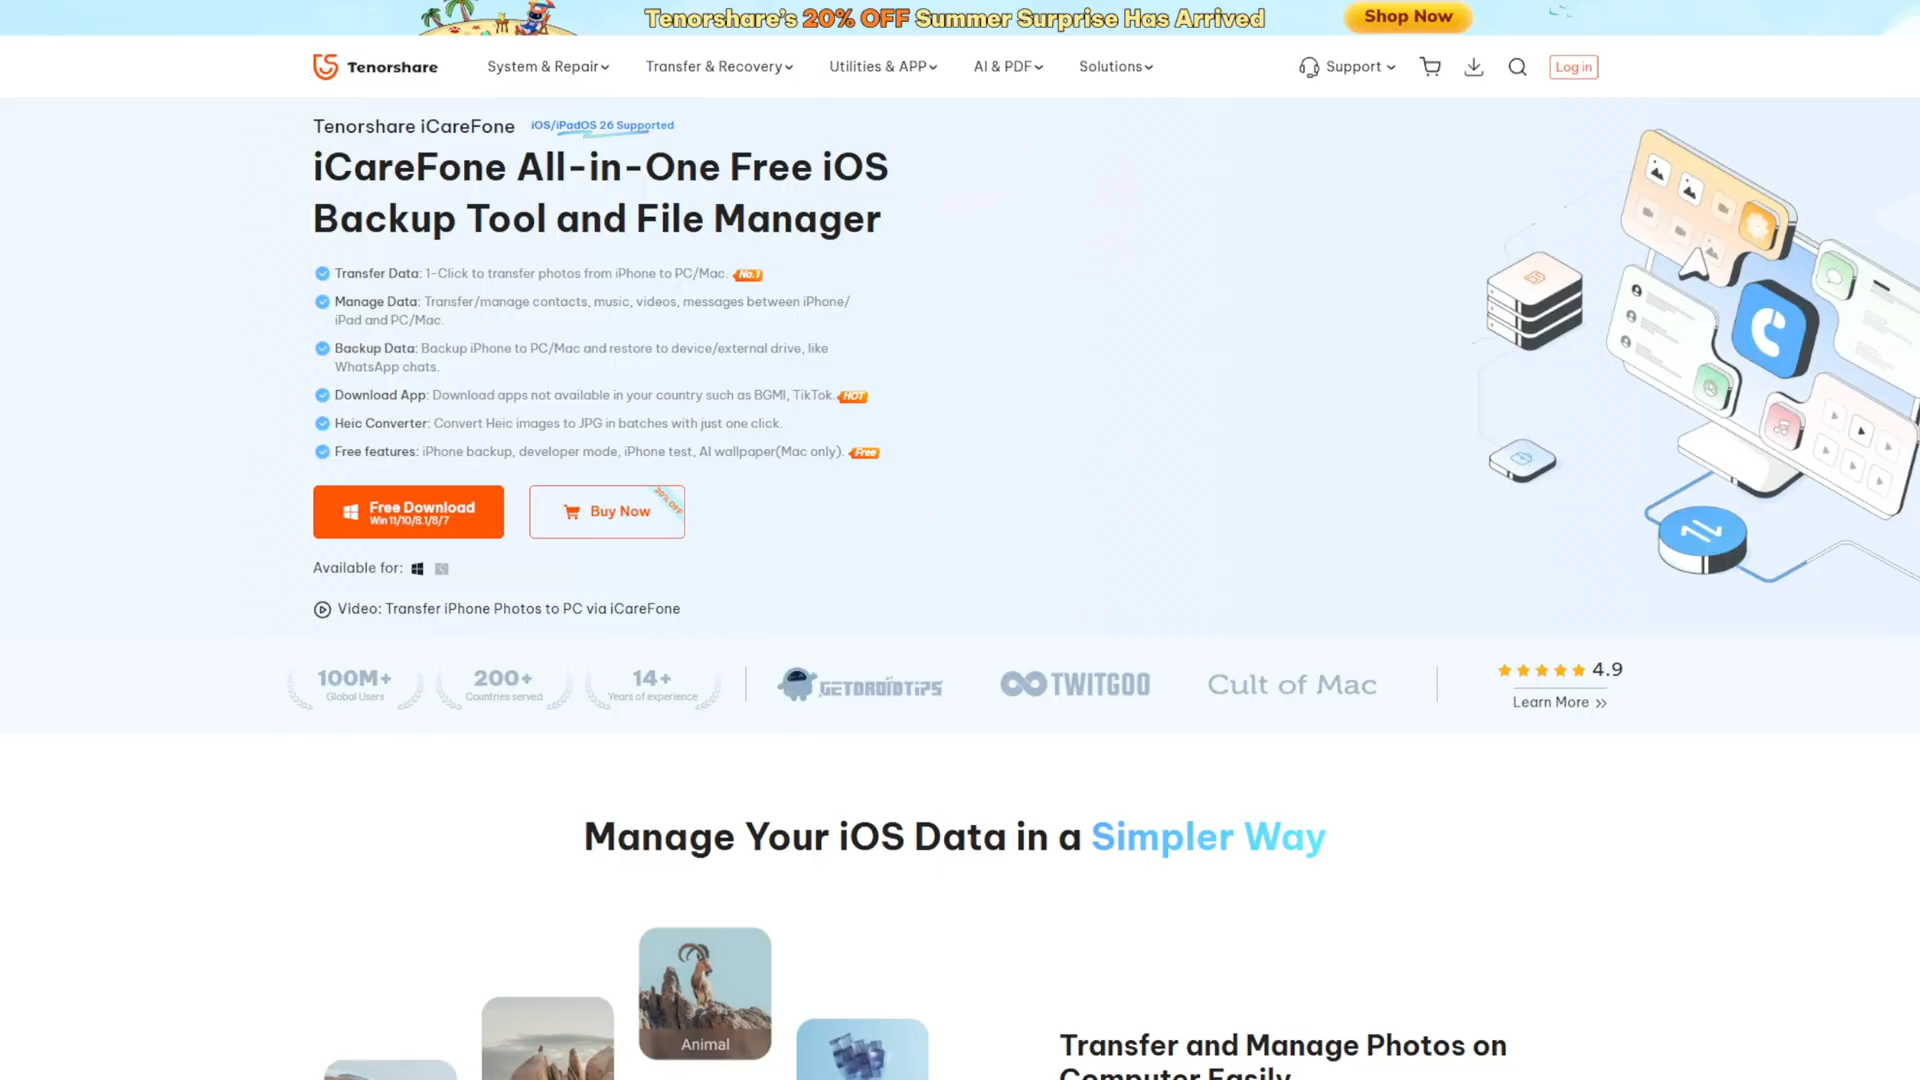 Tenorshare's 20% OFF Summer Surprise Has Arrived
Shop Now
Tenorshare
System & Repair
Transfer & Recovery
Utilities & APP
AI & PDF
Solutions
Support
Log in
Tenorshare iCareFone
iOS/iPadOS 26 Supported
iCareFone All-in-One Free iOS
Backup Tool and File Manager
Transfer Data: 1-Click to transfer photos from iPhone to PC/Mac. No.1
Manage Data: Transfer/manage contacts, music, videos, messages between iPhone/
iPad and PC/Mac.
Backup Data: Backup iPhone to PC/Mac and restore to device/external drive, like
WhatsApp chats.
Download App: Download apps not available in your country such as BGMI, TikTok. HOT
Heic Converter: Convert Heic images to JPG in batches with just one click.
Free features: iPhone backup, developer mode, iPhone test, AI wallpaper(Mac only). Free
Free Download
Win 11/10/8.1/8/7
Buy Now
20% OFF
Available for:
Video: Transfer iPhone Photos to PC via iCareFone
100M+
Global Users
200+
Countries served
14+
Years of experience
GETDROIDTIPS
TWITGOO
Cult of Mac
4.9
Learn More >>
Manage Your iOS Data in a Simpler Way
Animal
Transfer and Manage Photos on
Computer Easily